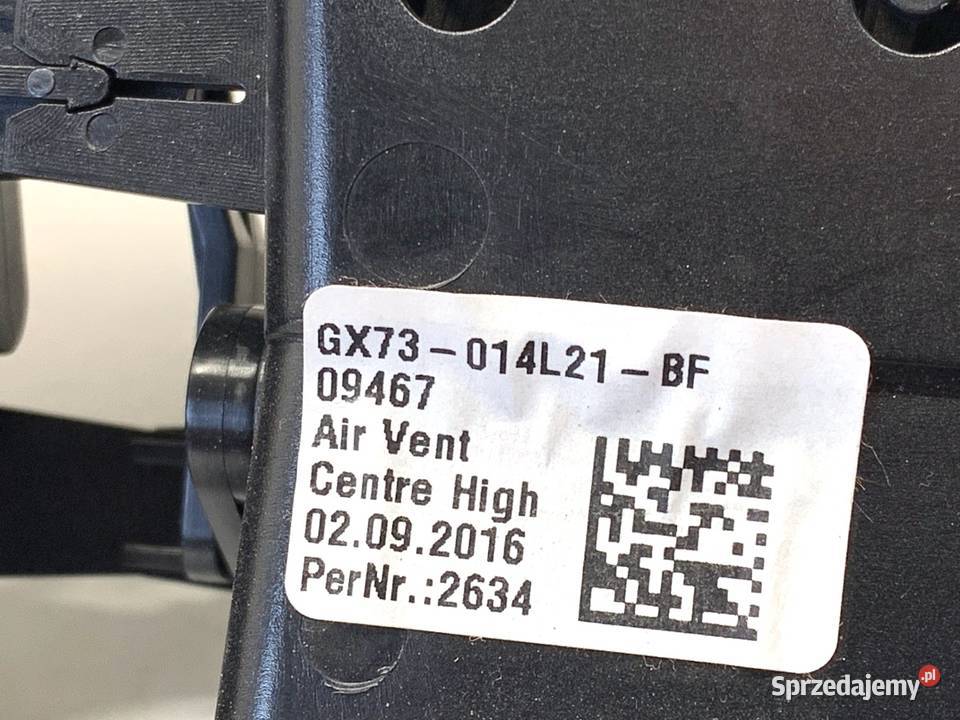 GX73-014L21-BF
09467
Air Vent
Centre High
02.09.2016
PerNr.:2634
Sprzedajemy.pl